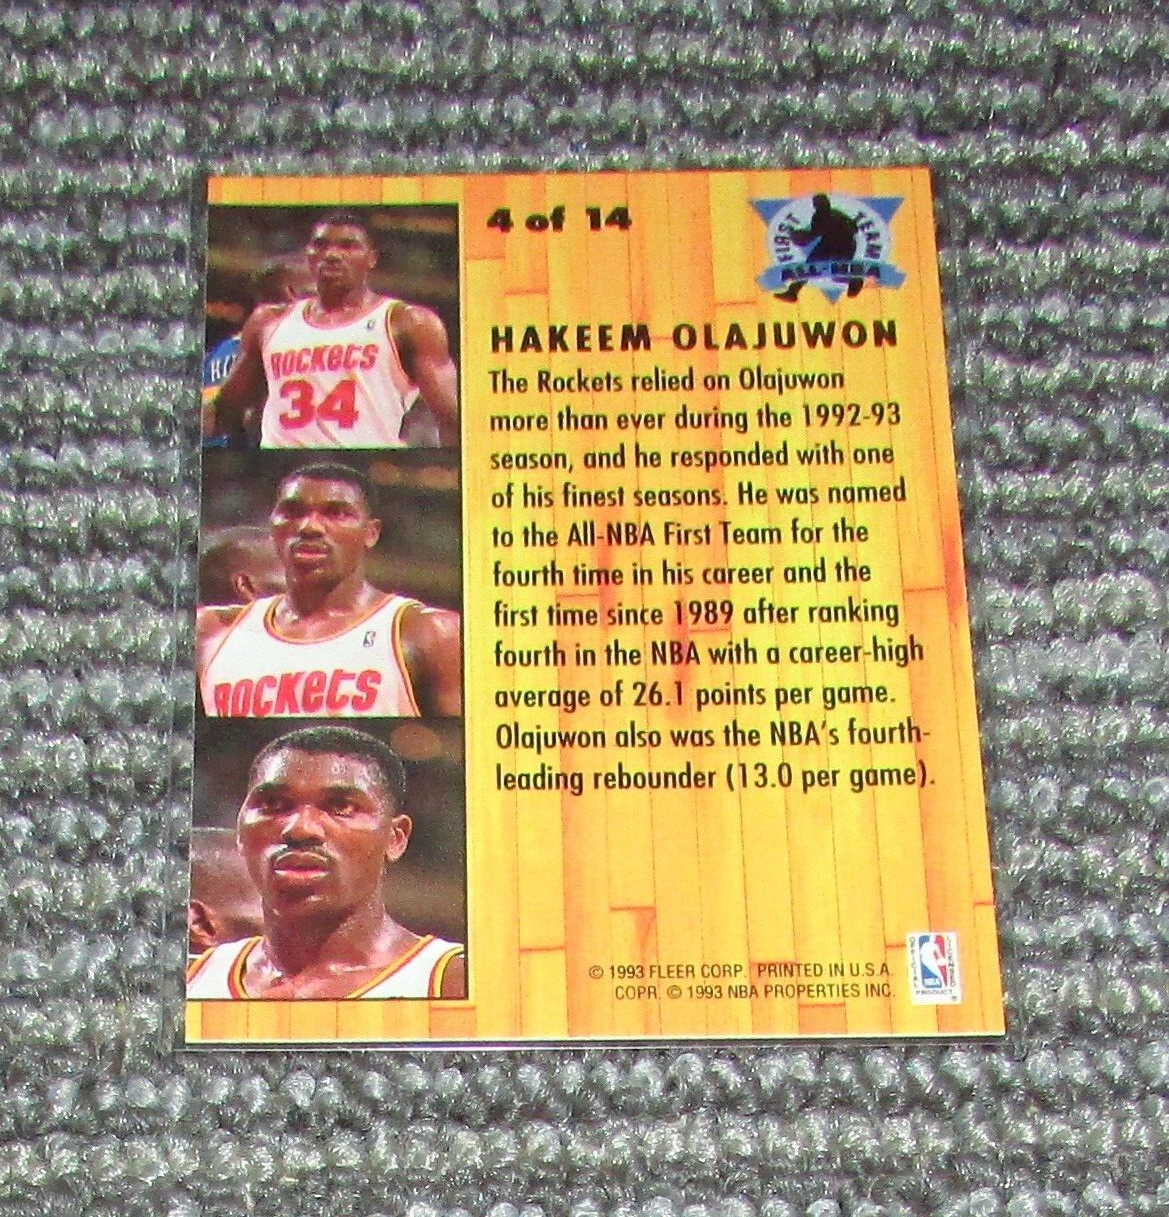 4 of 14
FIRST TEAM
ALL-NBA
HAKEEM OLAJUWON
The Rockets relied on Olajuwon
more than ever during the 1992-93
season, and he responded with one
of his finest seasons. He was named
to the All-NBA First Team for the
fourth time in his career and the
first time since 1989 after ranking
fourth in the NBA with a career-high
average of 26.1 points per game.
Olajuwon also was the NBA's fourth-
leading rebounder (13.0 per game).
ROCKETS
34
ROCKETS
© 1993 FLEER CORP. PRINTED IN U.S.A.
COPR. © 1993 NBA PROPERTIES INC.
OFFICIAL LICENSED
NBA
PRODUCT ®